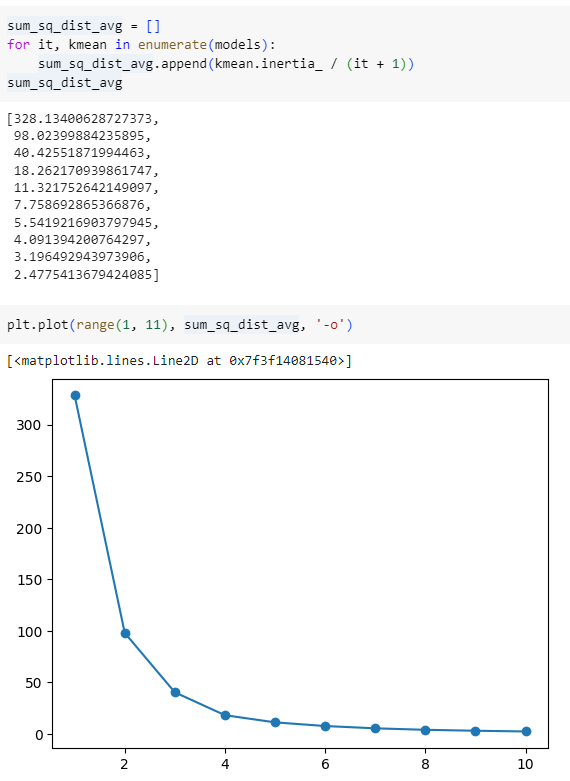 sum_sq_dist_avg = []
for it, kmean in enumerate(models):
    sum_sq_dist_avg.append(kmean.inertia_ / (it + 1))
sum_sq_dist_avg
[328.13400628727373,
 98.02399884235895,
 40.42551871994463,
 18.262170939861747,
 11.321752642149097,
 7.758692865366876,
 5.5419216903797945,
 4.091394200764297,
 3.196492943973906,
 2.4775413679424085]
plt.plot(range(1, 11), sum_sq_dist_avg, '-o')
[<matplotlib.lines.Line2D at 0x7f3f14081540>]
300
250
200
150
100
50
0
2 4 6 8 10